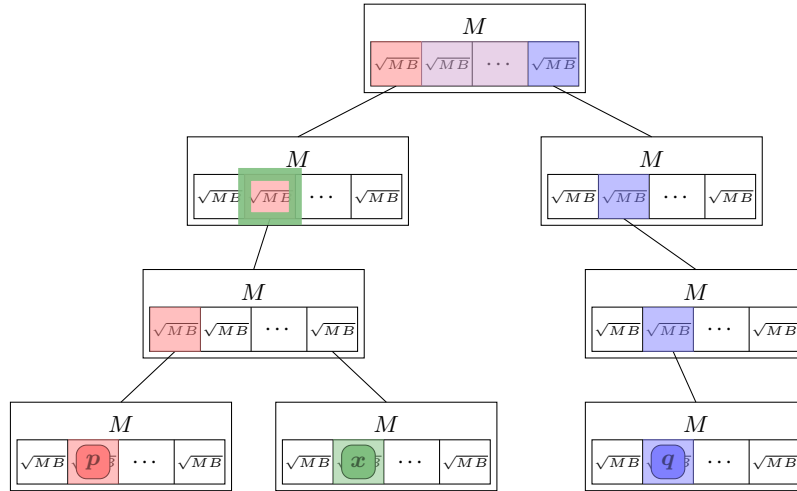 M
√MB √MB ⋯ √MB
M M
√MB √MB ⋯ √MB √MB √MB ⋯ √MB
M M
√MB √MB ⋯ √MB √MB √MB ⋯ √MB
M M M
√MB p B ⋯ √MB √MB x B ⋯ √MB √MB q B ⋯ √MB